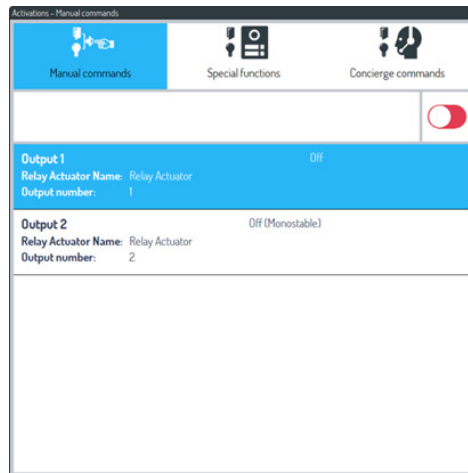 Activations - Manual commands
Manual commands
Special functions
Concierge commands
Output 1 Off
Relay Actuator Name: Relay Actuator
Output number: 1
Output 2 Off (Monostable)
Relay Actuator Name: Relay Actuator
Output number: 2